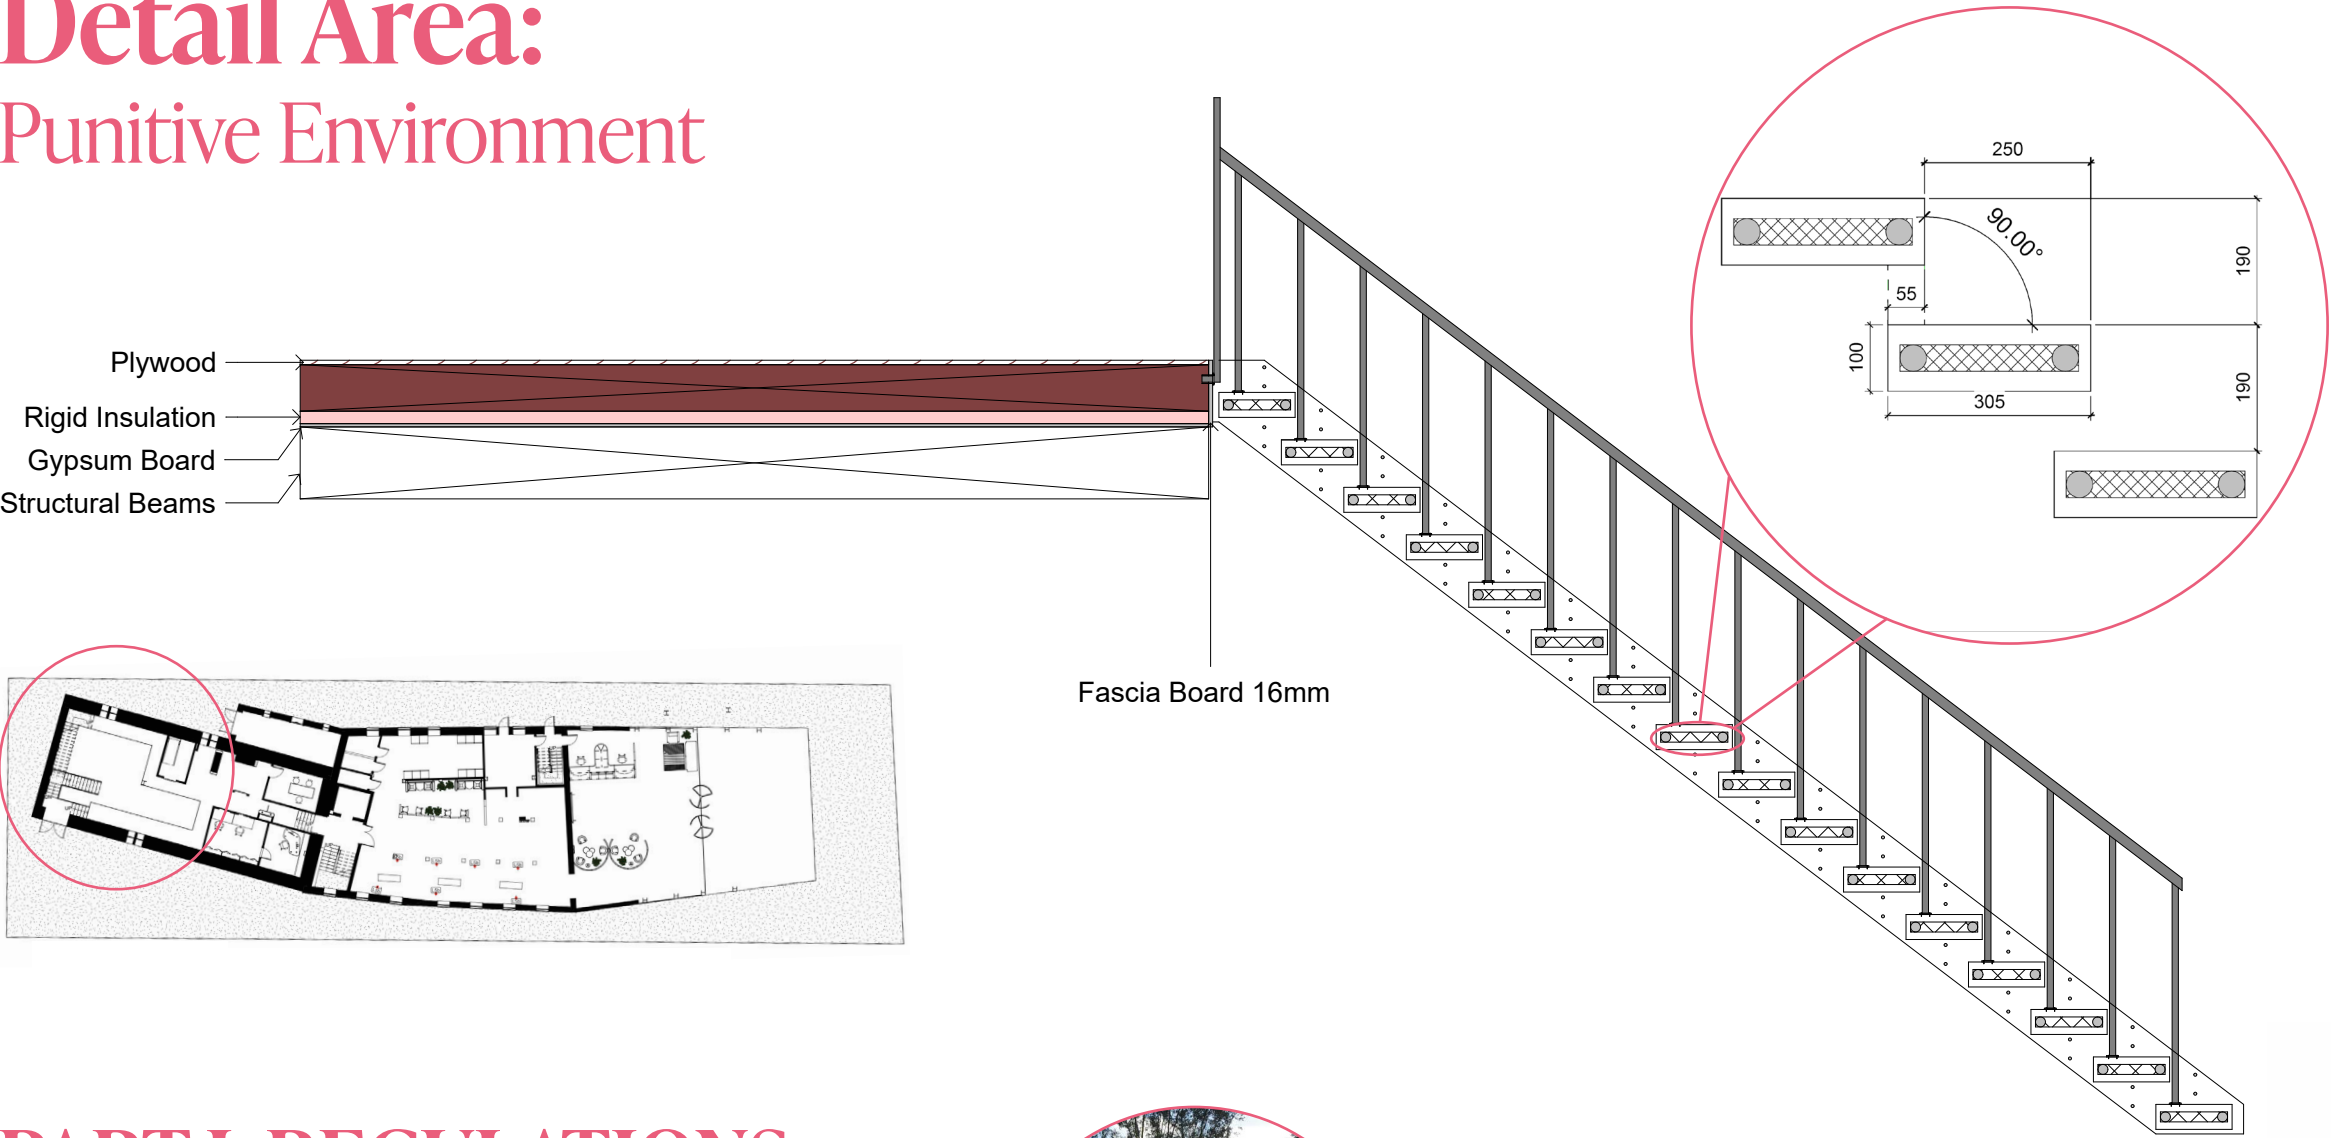 Detail Area:
Punitive Environment
Plywood
Rigid Insulation
Gypsum Board
Structural Beams
Fascia Board 16mm
250
90.00°
190
55
100
190
305
REGULATIONS